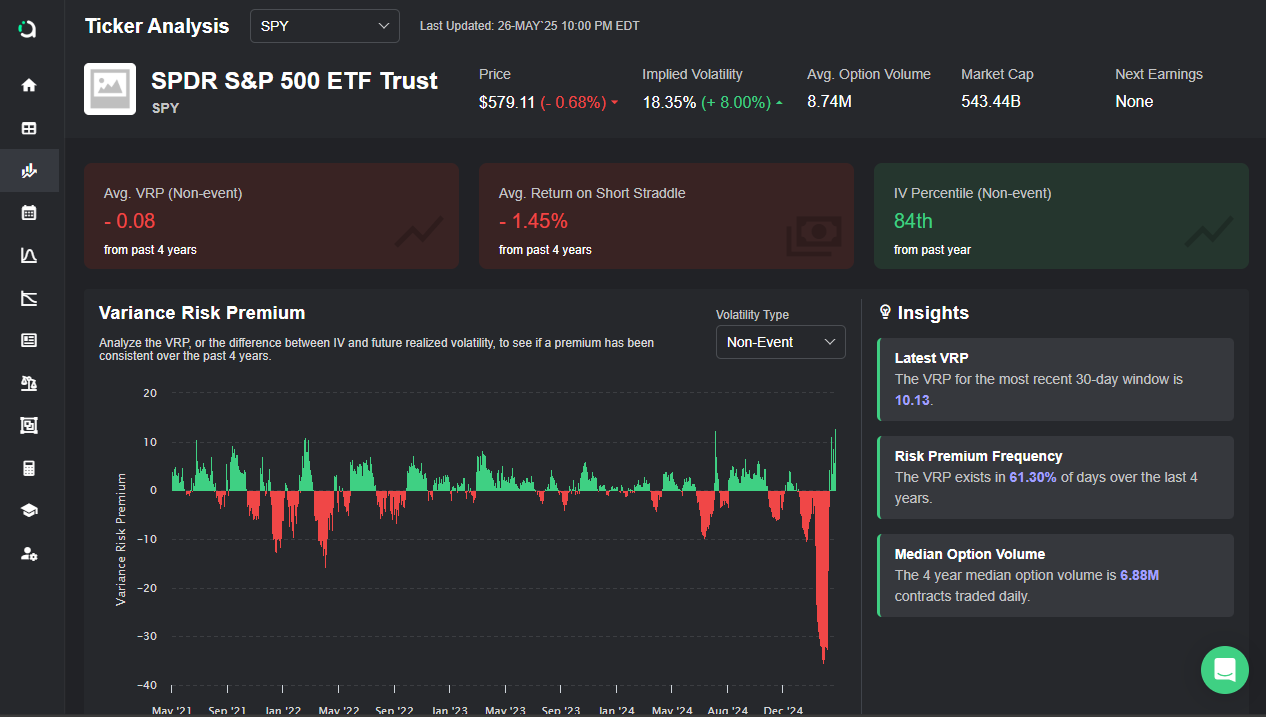 Ticker Analysis
SPY
Last Updated: 26-MAY`25 10:00 PM EDT
SPDR S&P 500 ETF Trust
SPY
Price
$579.11 (- 0.68%)
Implied Volatility
18.35% (+ 8.00%)
Avg. Option Volume
8.74M
Market Cap
543.44B
Next Earnings
None
Avg. VRP (Non-event)
- 0.08
from past 4 years
Avg. Return on Short Straddle
- 1.45%
from past 4 years
IV Percentile (Non-event)
84th
from past year
Variance Risk Premium
Analyze the VRP, or the difference between IV and future realized volatility, to see if a premium has been
consistent over the past 4 years.
Volatility Type
Non-Event
Variance Risk Premium
20
10
0
−10
−20
−30
−40
May '21
Sep '21
Jan '22
May '22
Sep '22
Jan '23
May '23
Sep '23
Jan '24
May '24
Aug '24
Dec '24
Insights
Latest VRP
The VRP for the most recent 30-day window is
10.13.
Risk Premium Frequency
The VRP exists in 61.30% of days over the last 4
years.
Median Option Volume
The 4 year median option volume is 6.88M
contracts traded daily.